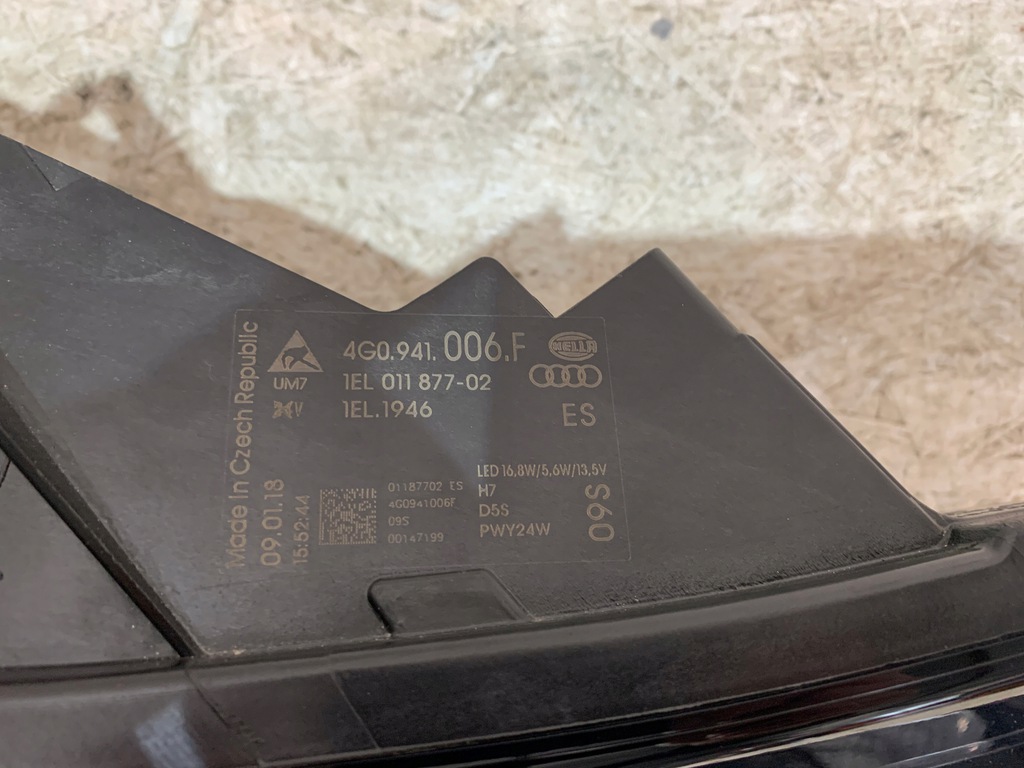 4G0.941.006.F
HELLA
UM7
1EL 011 877-02
1EL.1946
ES
Made In Czech Republic
09.01.18
15:52:44
01187702 ES
4G0941006F
09S
00147199
LED 16,8W/5,6W/13,5V
H7
D5S
PWY24W
09S